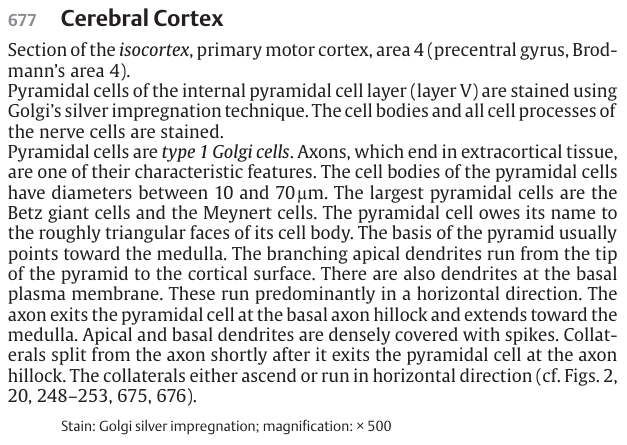 677 Cerebral Cortex
Section of the isocortex, primary motor cortex, area 4 (precentral gyrus, Brod-
mann's area 4).
Pyramidal cells of the internal pyramidal cell layer (layer V) are stained using
Golgi's silver impregnation technique. The cell bodies and all cell processes of
the nerve cells are stained.
Pyramidal cells are type 1 Golgi cells. Axons, which end in extracortical tissue,
are one of their characteristic features. The cell bodies of the pyramidal cells
have diameters between 10 and 70 µm. The largest pyramidal cells are the
Betz giant cells and the Meynert cells. The pyramidal cell owes its name to
the roughly triangular faces of its cell body. The basis of the pyramid usually
points toward the medulla. The branching apical dendrites run from the tip
of the pyramid to the cortical surface. There are also dendrites at the basal
plasma membrane. These run predominantly in a horizontal direction. The
axon exits the pyramidal cell at the basal axon hillock and extends toward the
medulla. Apical and basal dendrites are densely covered with spikes. Collat-
erals split from the axon shortly after it exits the pyramidal cell at the axon
hillock. The collaterals either ascend or run in horizontal direction (cf. Figs. 2,
20, 248–253, 675, 676).
Stain: Golgi silver impregnation; magnification: × 500